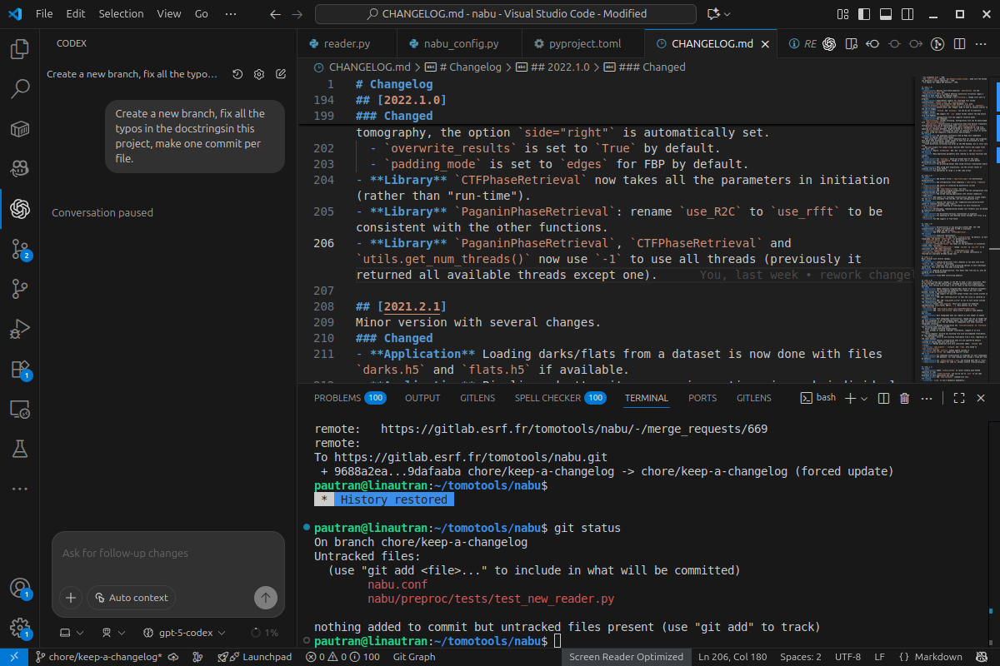 File Edit Selection View Go ···
CHANGELOG.md - nabu - Visual Studio Code - Modified
CODEX
Create a new branch, fix all the typo...
Create a new branch, fix all the
typos in the docstringsin this
project, make one commit per
file.
Conversation paused
Ask for follow-up changes
Auto context
gpt-5-codex
1%
2
1
1
1
reader.py
nabu_config.py
pyproject.toml
CHANGELOG.md
RE
CHANGELOG.md > # Changelog > ## 2022.1.0 > ### Changed
1 # Changelog
194 ## [2022.1.0]
199 ### Changed
tomography, the option `side="right"` is automatically set.
202 `overwrite_results` is set to `True` by default.
203 `padding_mode` is set to `edges` for FBP by default.
204 - **Library** `CTFPhaseRetrieval` now takes all the parameters in initiation
(rather than "run-time").
205 - **Library** `PaganinPhaseRetrieval`: rename `use_R2C` to `use_rfft` to be
consistent with the other functions.
206 - **Library** `PaganinPhaseRetrieval`, `CTFPhaseRetrieval` and
`utils.get_num_threads()` now use `-1` to use all threads (previously it
returned all available threads except one). You, last week • rework changel
207
208 ## [2021.2.1]
209 Minor version with several changes.
210 ### Changed
211 - **Application** Loading darks/flats from a dataset is now done with files
`darks.h5` and `flats.h5` if available.
PROBLEMS 100 OUTPUT GITLENS SPELL CHECKER 100 TERMINAL PORTS GITLENS
bash
remote:   https://gitlab.esrf.fr/tomotools/nabu/-/merge_requests/669
remote:
To https://gitlab.esrf.fr/tomotools/nabu.git
+ 9688a2ea...9dafaaba chore/keep-a-changelog -> chore/keep-a-changelog (forced update)
pautran@linautran:~/tomotools/nabu$
* History restored
pautran@linautran:~/tomotools/nabu$ git status
On branch chore/keep-a-changelog
Untracked files:
(use "git add <file>..." to include in what will be committed)
nabu.conf
nabu/preproc/tests/test_new_reader.py
nothing added to commit but untracked files present (use "git add" to track)
pautran@linautran:~/tomotools/nabu$
chore/keep-a-changelog* Launchpad 0 0 100 Git Graph Screen Reader Optimized Ln 206, Col 180 Spaces: 2 UTF-8 LF {} Markdown